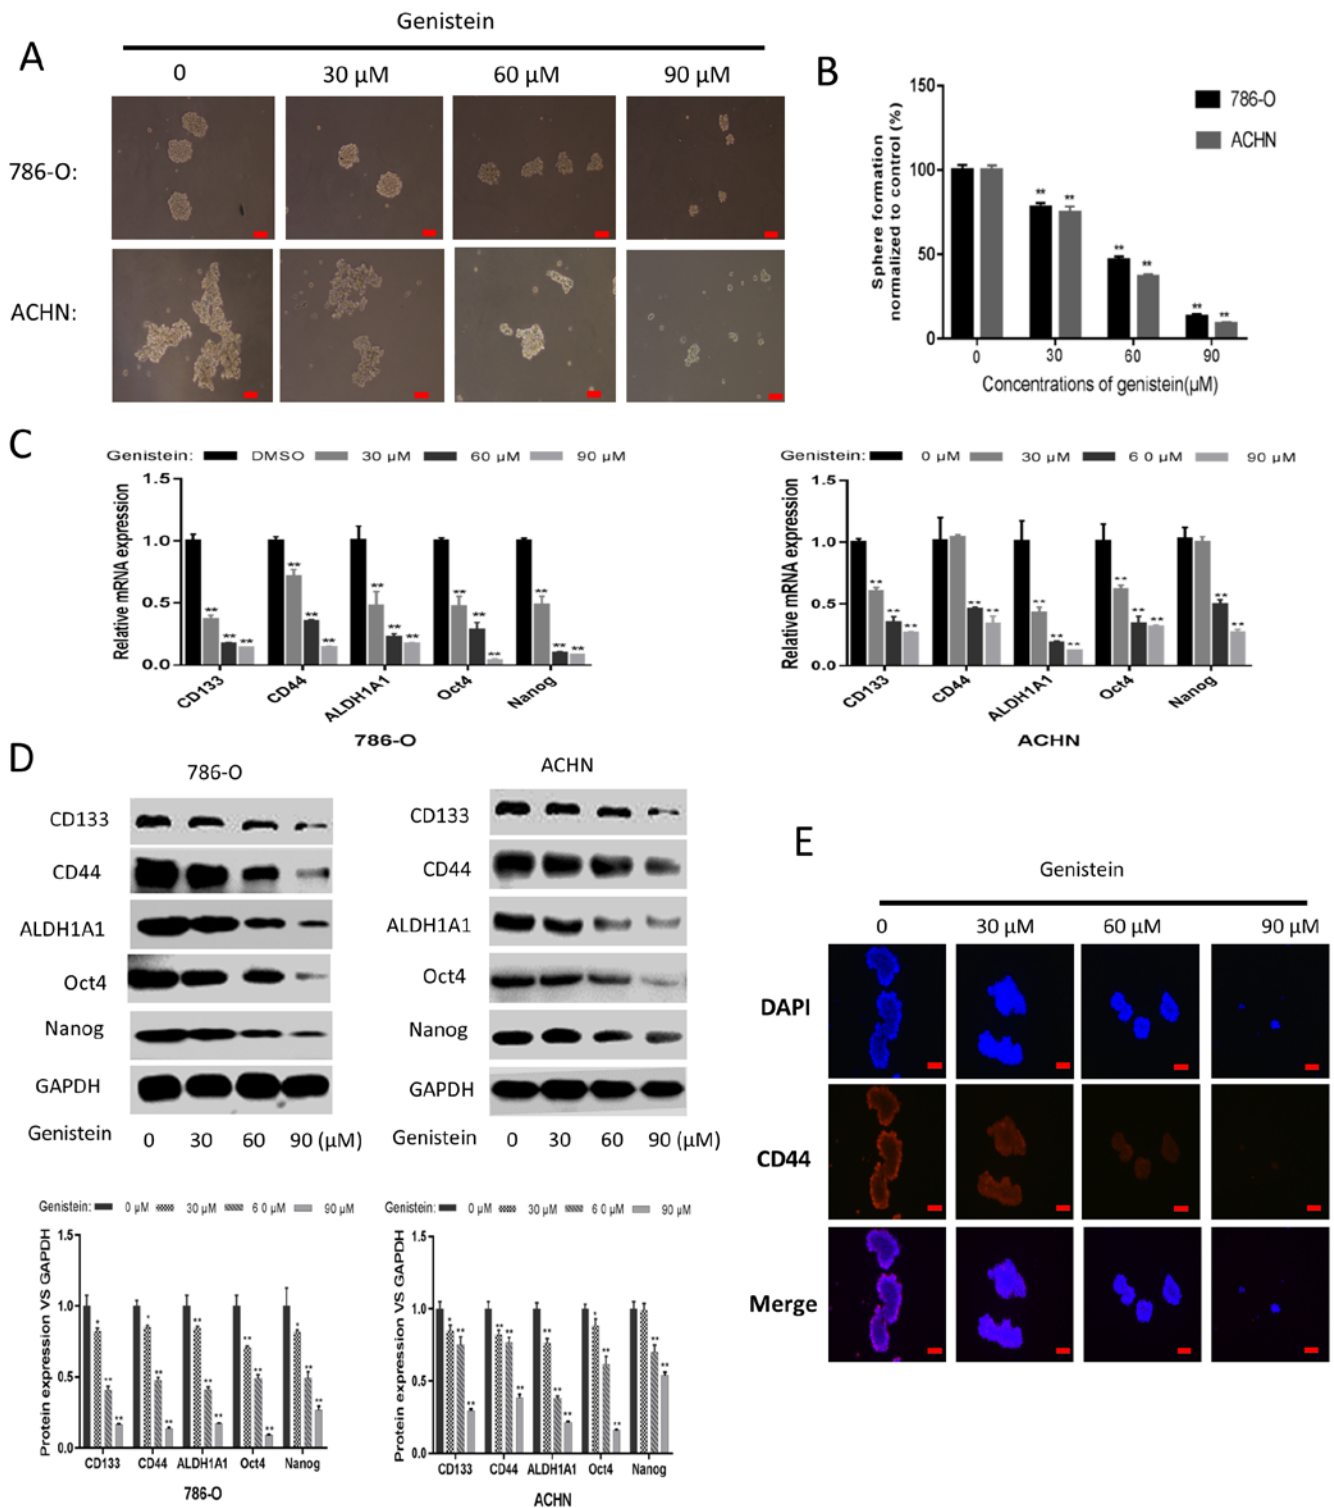 Genistein
A
0 30 µM 60 µM 90 µM
786-O:
ACHN:
B
Sphere formation
normalized to control (%)
150
100
50
0
786-O
ACHN
** ** ** ** ** **
0 30 60 90
Concentrations of genistein(µM)
C
Genistein: DMSO 30 µM 60 µM 90 µM
Relative mRNA expression
1.5
1.0
0.5
0.0
** ** ** ** ** ** ** ** ** ** ** ** ** ** **
CD133 CD44 ALDH1A1 Oct4 Nanog
786-O
Genistein: 0 µM 30 µM 6 0 µM 90 µM
Relative mRNA expression
1.5
1.0
0.5
0.0
** ** ** ** ** ** ** ** ** ** ** ** **
CD133 CD44 ALDH1A1 Oct4 Nanog
ACHN
D
786-O
CD133
CD44
ALDH1A1
Oct4
Nanog
GAPDH
Genistein 0 30 60 90 (µM)
ACHN
CD133
CD44
ALDH1A1
Oct4
Nanog
GAPDH
Genistein 0 30 60 90 (µM)
Genistein: 0 µM 30 µM 6 0 µM 90 µM
Protein expression VS GAPDH
1.5
1.0
0.5
0.0
* ** ** * ** ** ** ** ** ** ** ** * ** **
CD133 CD44 ALDH1A1 Oct4 Nanog
786-O
Genistein: 0 µM 30 µM 6 0 µM 90 µM
Protein expression VS GAPDH
1.5
1.0
0.5
0.0
* ** ** ** ** ** ** ** ** * ** ** ** **
CD133 CD44 ALDH1A1 Oct4 Nanog
ACHN
E
Genistein
0 30 µM 60 µM 90 µM
DAPI
CD44
Merge